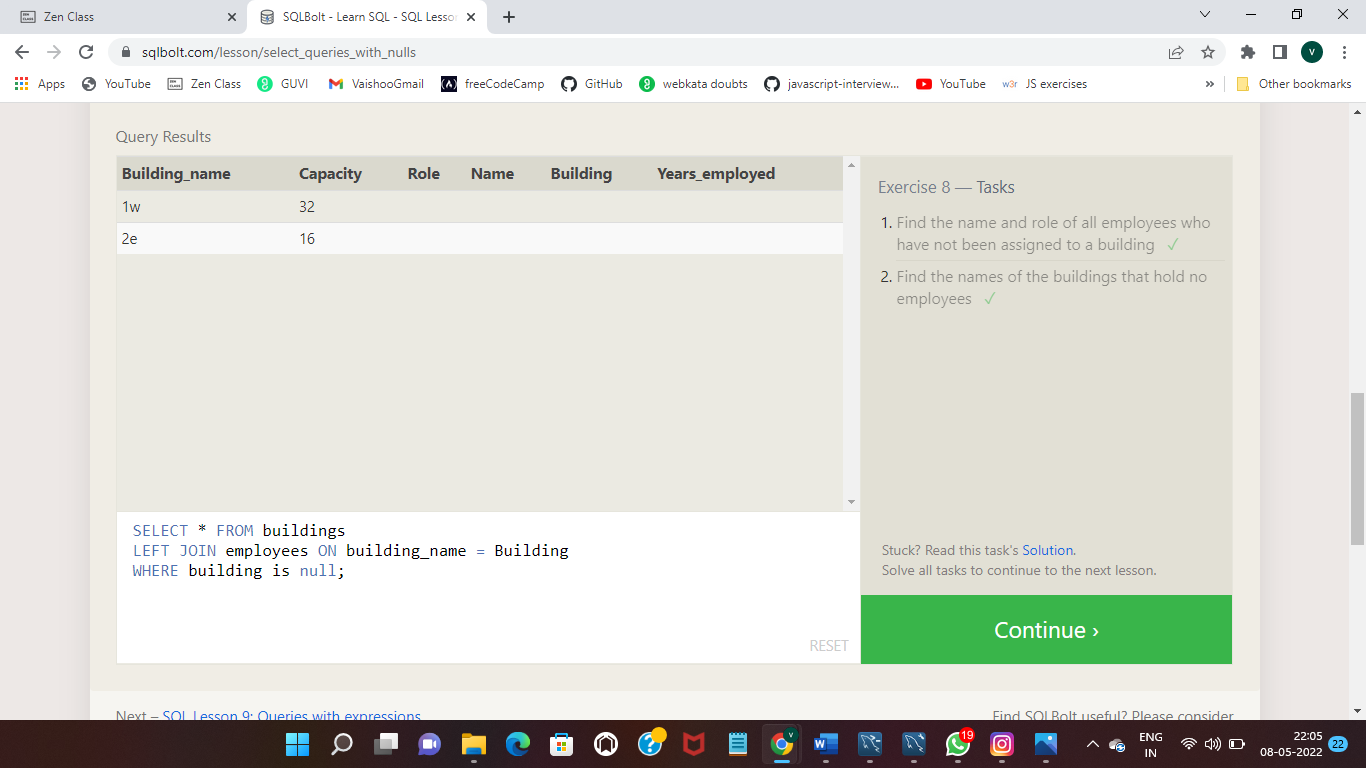 Zen Class
SQLBolt - Learn SQL - SQL Lesson
sqlbolt.com/lesson/select_queries_with_nulls
V
Apps YouTube Zen Class GUVI VaishooGmail freeCodeCamp GitHub webkata doubts javascript-interview... YouTube w3r JS exercises » Other bookmarks
Query Results
Building_name Capacity Role Name Building Years_employed
1w 32
2e 16
Exercise 8 — Tasks
1. Find the name and role of all employees who
have not been assigned to a building ✓
2. Find the names of the buildings that hold no
employees ✓
SELECT * FROM buildings
LEFT JOIN employees ON building_name = Building
WHERE building is null;
RESET
Stuck? Read this task's Solution.
Solve all tasks to continue to the next lesson.
Continue ›
Next – SQL Lesson 9: Queries with expressions
Find SQLBolt useful? Please consider
19
ENG
IN
22:05
08-05-2022
22